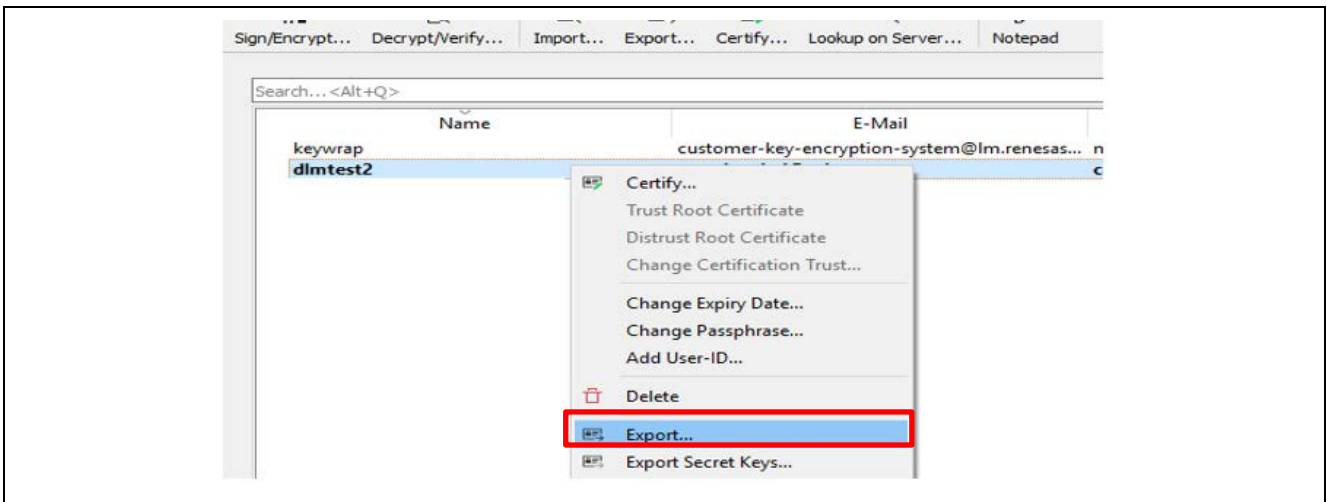 Sign/Encrypt... Decrypt/Verify... Import... Export... Certify... Lookup on Server... Notepad
Search...<Alt+Q>
Name E-Mail
keywrap customer-key-encryption-system@lm.renesas... n
dlmtest2 c
Certify...
Trust Root Certificate
Distrust Root Certificate
Change Certification Trust...
Change Expiry Date...
Change Passphrase...
Add User-ID...
Delete
Export...
Export Secret Keys...